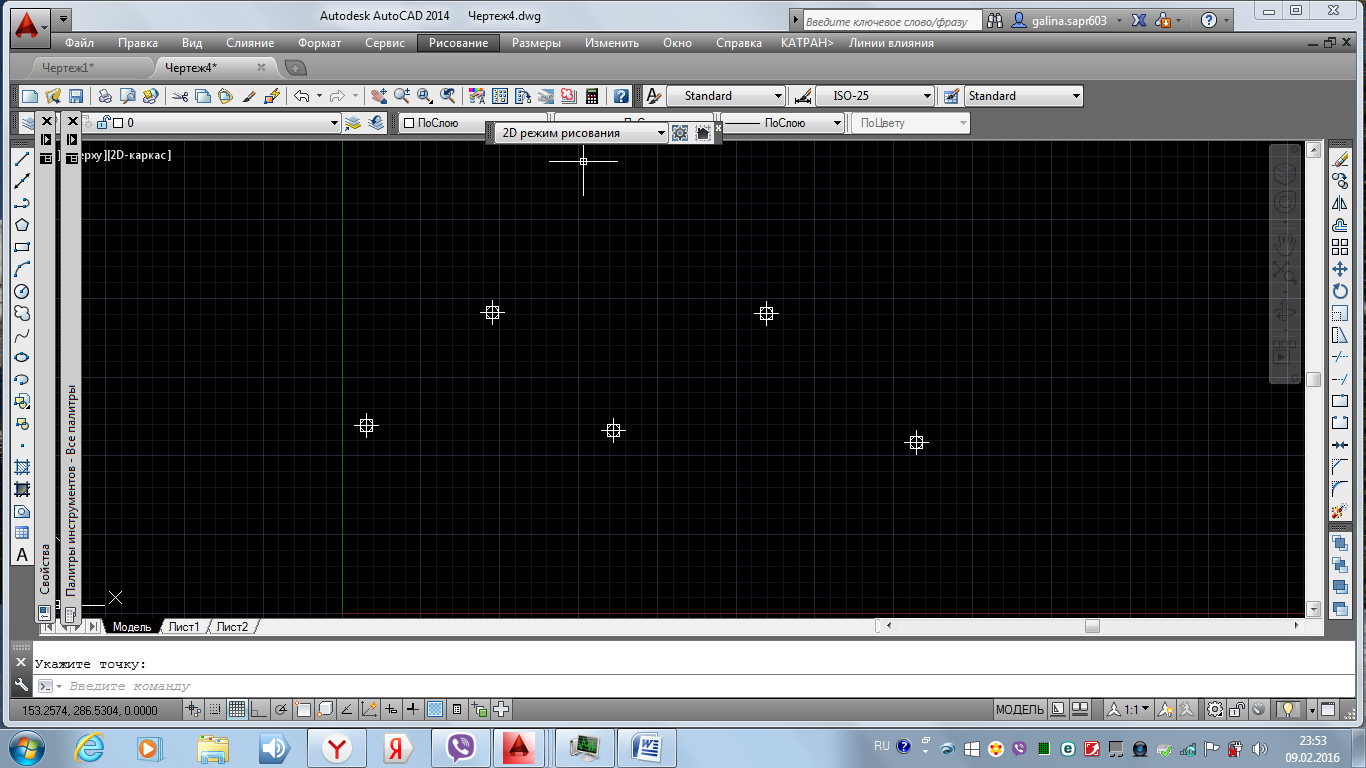 Autodesk AutoCAD 2014 Чертеж4.dwg
Введите ключевое слово/фразу
galina.sapr603
Файл Правка Вид Слияние Формат Сервис Рисование Размеры Изменить Окно Справка КАТРАН> Линии влияния
Чертеж1* Чертеж4*
Standard ISO-25 Standard
0 ПоСлою ПоСлою ПоЦвету
2D режим рисования
][2D-каркас]
Свойства
Палитры инструментов - Все палитры
Модель Лист1 Лист2
Укажите точку:
Введите команду
153.2574, 286.5304, 0.0000
МОДЕЛЬ 1:1
RU
23:53
09.02.2016